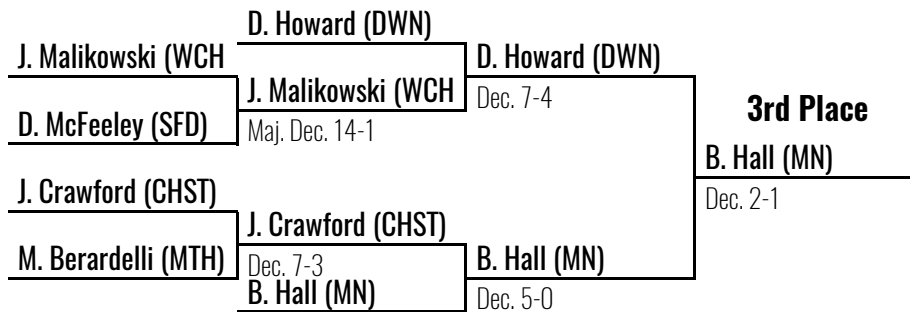 D. Howard (DWN)
J. Malikowski (WCH
D. Howard (DWN)
J. Malikowski (WCH
Dec. 7-4
3rd Place
D. McFeeley (SFD)
Maj. Dec. 14-1
B. Hall (MN)
J. Crawford (CHST)
Dec. 2-1
J. Crawford (CHST)
M. Berardelli (MTH)
Dec. 7-3
B. Hall (MN)
B. Hall (MN)
Dec. 5-0